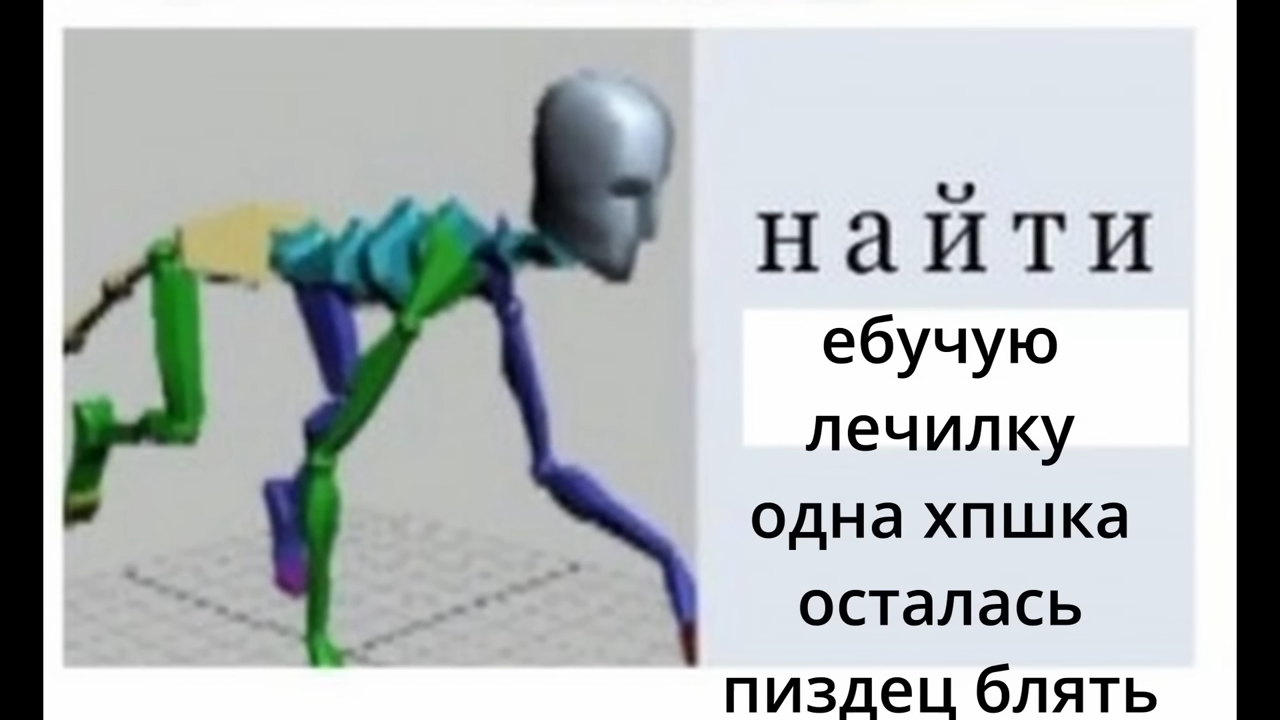 найти
ебучую
лечилку
одна хпшка
осталась
пиздец блять